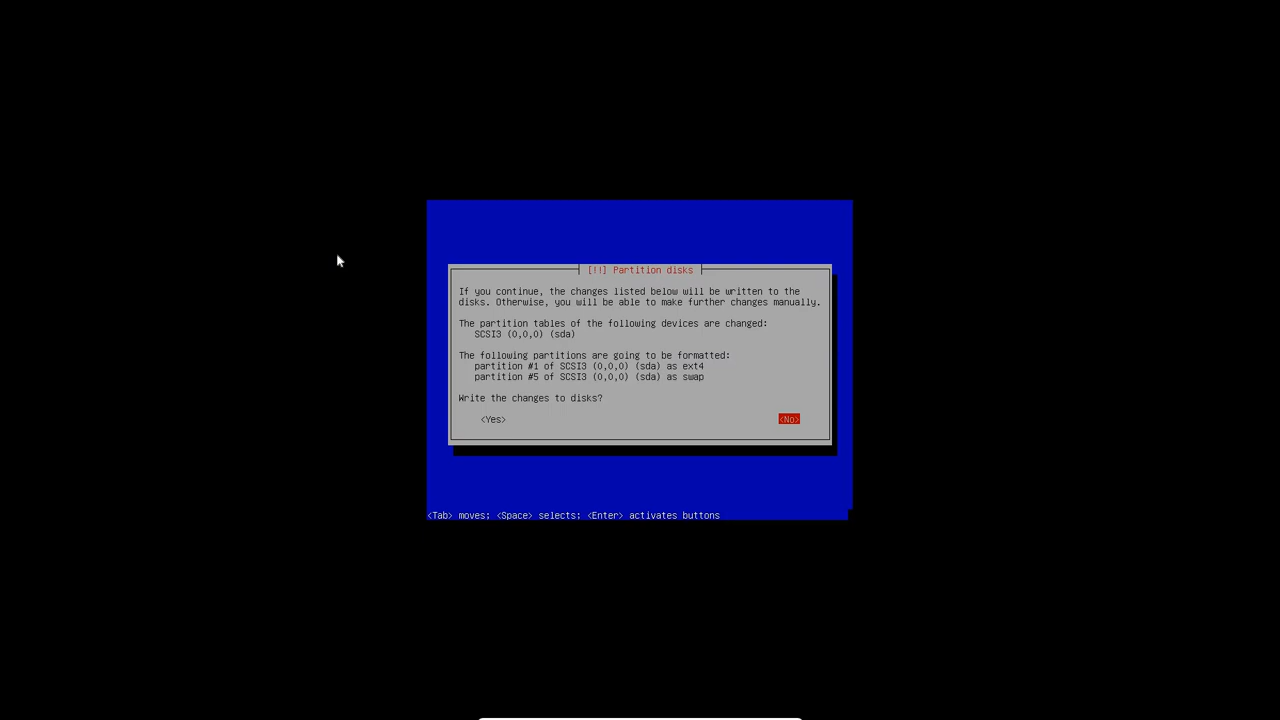 [!!] Partition disks
If you continue, the changes listed below will be written to the
disks. Otherwise, you will be able to make further changes manually.
The partition tables of the following devices are changed:
SCSI3 (0,0,0) (sda)
The following partitions are going to be formatted:
partition #1 of SCSI3 (0,0,0) (sda) as ext4
partition #5 of SCSI3 (0,0,0) (sda) as swap
Write the changes to disks?
<Yes> <No>
<Tab> moves; <Space> selects; <Enter> activates buttons